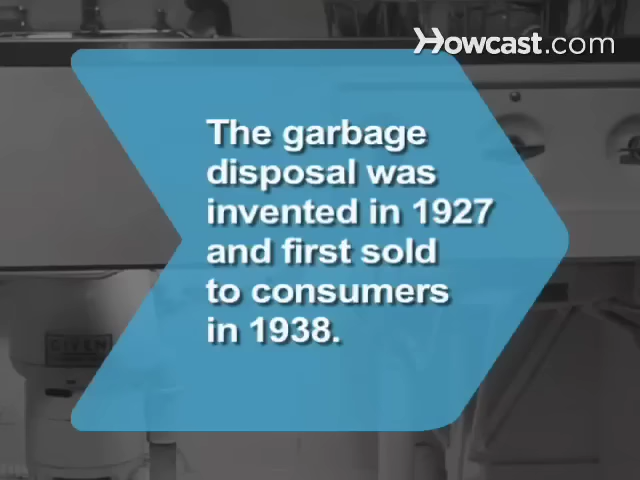 Howcast.com
The garbage
disposal was
invented in 1927
and first sold
to consumers
in 1938.